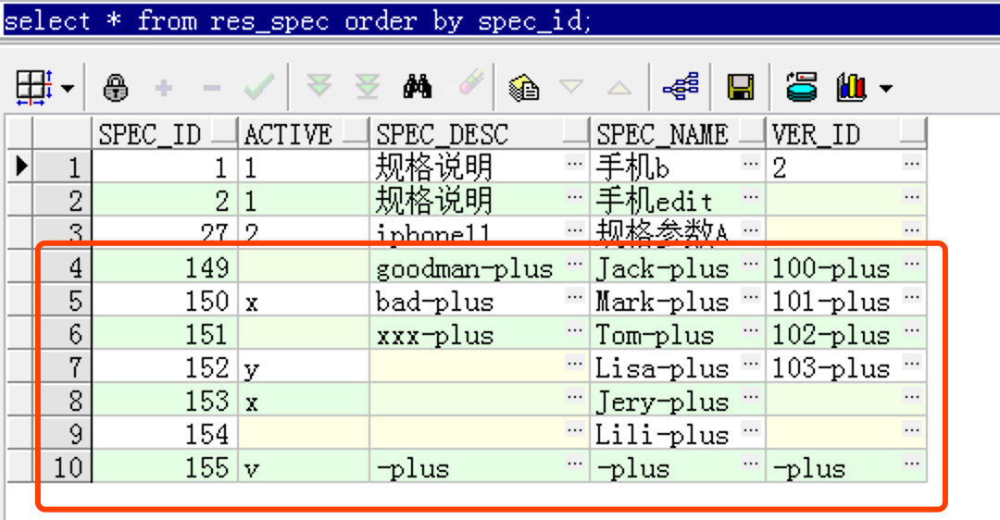 select * from res_spec order by spec_id;
SPEC_ID ACTIVE SPEC_DESC SPEC_NAME VER_ID
1 1 1 规格说明 ... 手机b ... 2 ...
2 2 1 规格说明 ... 手机edit ... ...
3 27 2 iphone11 ... 规格参数A ... ...
4 149 goodman-plus ... Jack-plus ... 100-plus ...
5 150 x bad-plus ... Mark-plus ... 101-plus ...
6 151 xxx-plus ... Tom-plus ... 102-plus ...
7 152 y ... Lisa-plus ... 103-plus ...
8 153 x ... Jery-plus ... ...
9 154 ... Lili-plus ... ...
10 155 v -plus ... -plus ... -plus ...